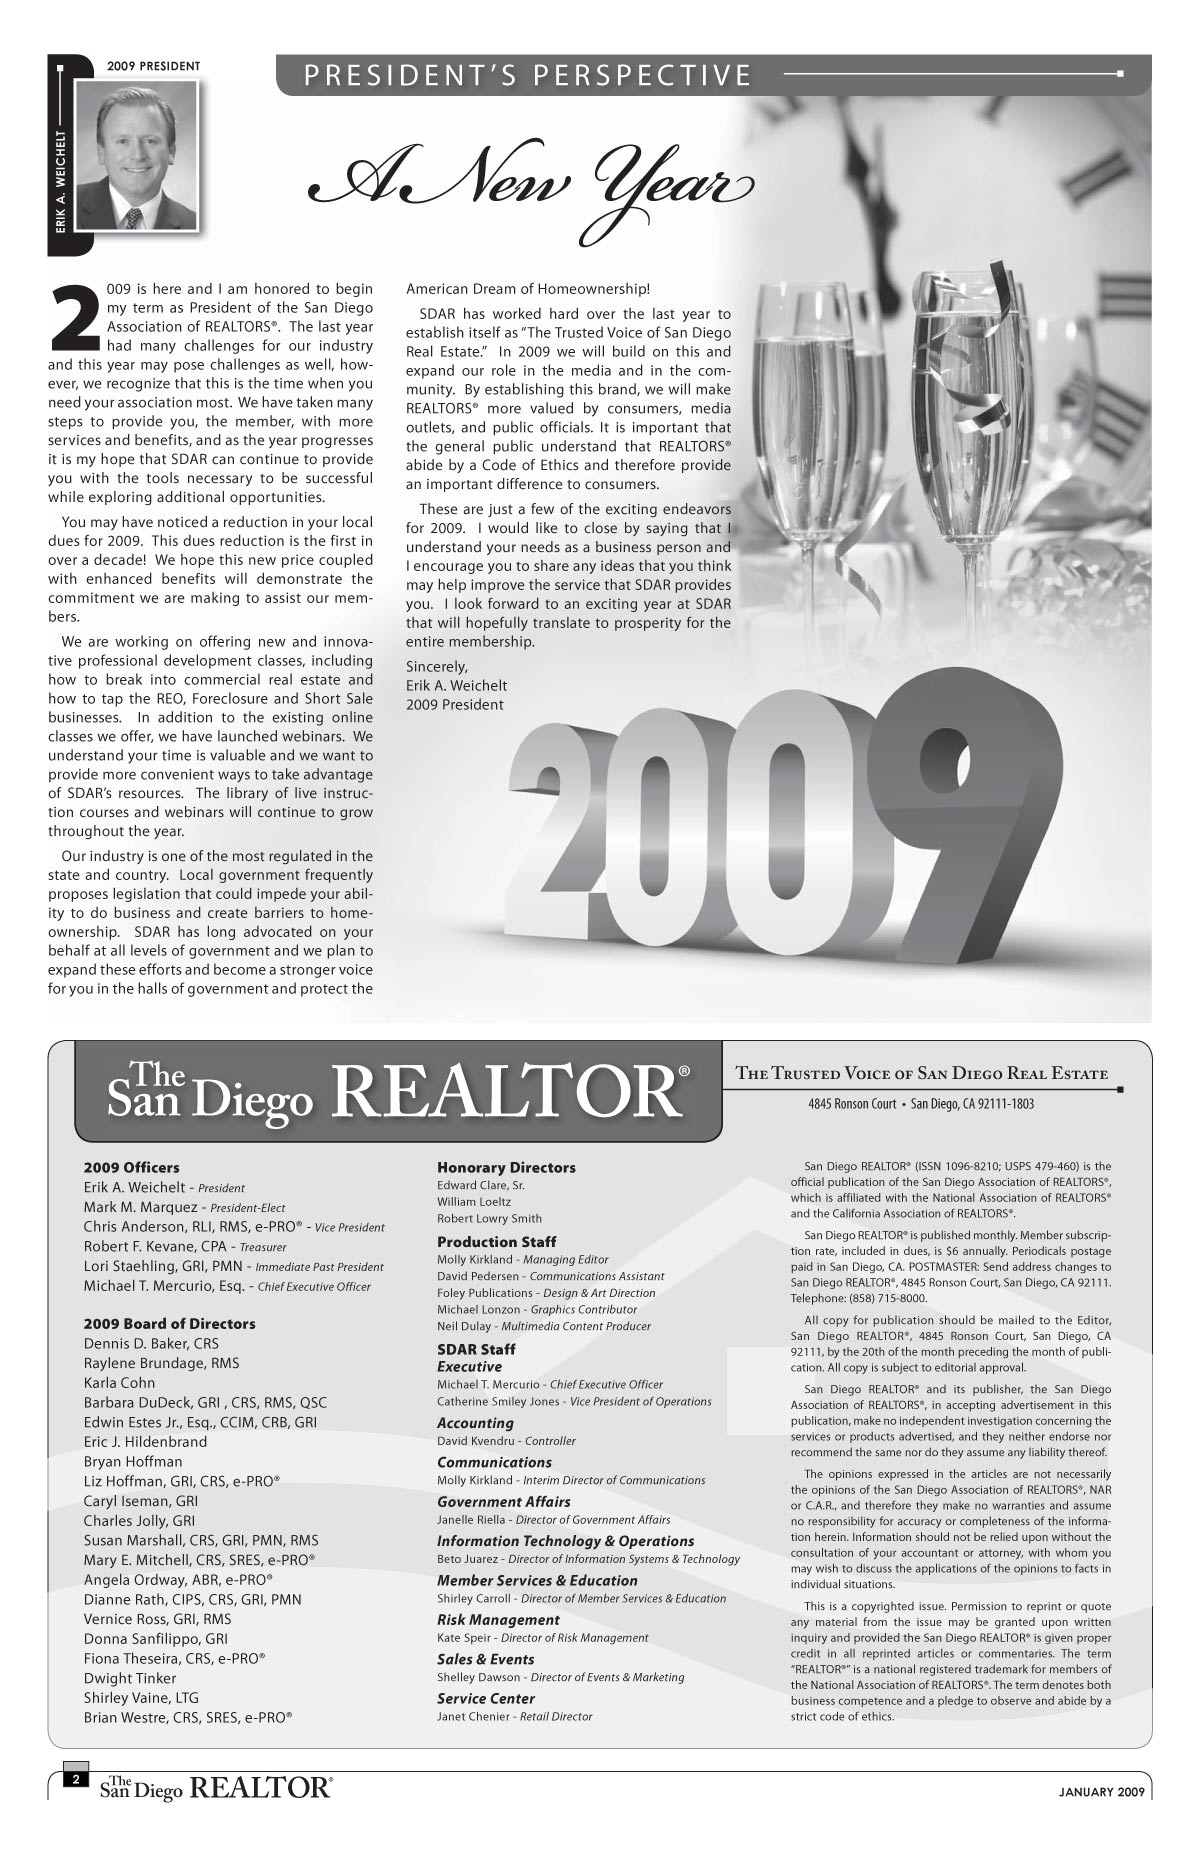 2009 PRESIDENT
ERIK A. WEICHELT
PRESIDENT'S PERSPECTIVE
A New Year
2009 is here and I am honored to begin
my term as President of the San Diego
Association of REALTORS®. The last year
had many challenges for our industry
and this year may pose challenges as well, how-
ever, we recognize that this is the time when you
need your association most. We have taken many
steps to provide you, the member, with more
services and benefits, and as the year progresses
it is my hope that SDAR can continue to provide
you with the tools necessary to be successful
while exploring additional opportunities.
You may have noticed a reduction in your local
dues for 2009. This dues reduction is the first in
over a decade! We hope this new price coupled
with enhanced benefits will demonstrate the
commitment we are making to assist our mem-
bers.
We are working on offering new and innova-
tive professional development classes, including
how to break into commercial real estate and
how to tap the REO, Foreclosure and Short Sale
businesses. In addition to the existing online
classes we offer, we have launched webinars. We
understand your time is valuable and we want to
provide more convenient ways to take advantage
of SDAR's resources. The library of live instruc-
tion courses and webinars will continue to grow
throughout the year.
Our industry is one of the most regulated in the
state and country. Local government frequently
proposes legislation that could impede your abil-
ity to do business and create barriers to home-
ownership. SDAR has long advocated on your
behalf at all levels of government and we plan to
expand these efforts and become a stronger voice
for you in the halls of government and protect the
American Dream of Homeownership!
SDAR has worked hard over the last year to
establish itself as "The Trusted Voice of San Diego
Real Estate." In 2009 we will build on this and
expand our role in the media and in the com-
munity. By establishing this brand, we will make
REALTORS® more valued by consumers, media
outlets, and public officials. It is important that
the general public understand that REALTORS®
abide by a Code of Ethics and therefore provide
an important difference to consumers.
These are just a few of the exciting endeavors
for 2009. I would like to close by saying that I
understand your needs as a business person and
I encourage you to share any ideas that you think
may help improve the service that SDAR provides
you. I look forward to an exciting year at SDAR
that will hopefully translate to prosperity for the
entire membership.
Sincerely,
Erik A. Weichelt
2009 President
2009
The San Diego REALTOR®
THE TRUSTED VOICE OF SAN DIEGO REAL ESTATE
4845 Ronson Court • San Diego, CA 92111-1803
2009 Officers
Erik A. Weichelt - President
Mark M. Marquez - President-Elect
Chris Anderson, RLI, RMS, e-PRO® - Vice President
Robert F. Kevane, CPA - Treasurer
Lori Staehling, GRI, PMN - Immediate Past President
Michael T. Mercurio, Esq. - Chief Executive Officer
2009 Board of Directors
Dennis D. Baker, CRS
Raylene Brundage, RMS
Karla Cohn
Barbara DuDeck, GRI , CRS, RMS, QSC
Edwin Estes Jr., Esq., CCIM, CRB, GRI
Eric J. Hildenbrand
Bryan Hoffman
Liz Hoffman, GRI, CRS, e-PRO®
Caryl Iseman, GRI
Charles Jolly, GRI
Susan Marshall, CRS, GRI, PMN, RMS
Mary E. Mitchell, CRS, SRES, e-PRO®
Angela Ordway, ABR, e-PRO®
Dianne Rath, CIPS, CRS, GRI, PMN
Vernice Ross, GRI, RMS
Donna Sanfilippo, GRI
Fiona Theseira, CRS, e-PRO®
Dwight Tinker
Shirley Vaine, LTG
Brian Westre, CRS, SRES, e-PRO®
Honorary Directors
Edward Clare, Sr.
William Loeltz
Robert Lowry Smith
Production Staff
Molly Kirkland - Managing Editor
David Pedersen - Communications Assistant
Foley Publications - Design & Art Direction
Michael Lonzon - Graphics Contributor
Neil Dulay - Multimedia Content Producer
SDAR Staff
Executive
Michael T. Mercurio - Chief Executive Officer
Catherine Smiley Jones - Vice President of Operations
Accounting
David Kvendru - Controller
Communications
Molly Kirkland - Interim Director of Communications
Government Affairs
Janelle Riella - Director of Government Affairs
Information Technology & Operations
Beto Juarez - Director of Information Systems & Technology
Member Services & Education
Shirley Carroll - Director of Member Services & Education
Risk Management
Kate Speir - Director of Risk Management
Sales & Events
Shelley Dawson - Director of Events & Marketing
Service Center
Janet Chenier - Retail Director
San Diego REALTOR® (ISSN 1096-8210; USPS 479-460) is the
official publication of the San Diego Association of REALTORS®,
which is affiliated with the National Association of REALTORS®
and the California Association of REALTORS®.
San Diego REALTOR® is published monthly. Member subscrip-
tion rate, included in dues, is $6 annually. Periodicals postage
paid in San Diego, CA. POSTMASTER: Send address changes to
San Diego REALTOR®, 4845 Ronson Court, San Diego, CA 92111.
Telephone: (858) 715-8000.
All copy for publication should be mailed to the Editor,
San Diego REALTOR®, 4845 Ronson Court, San Diego, CA
92111, by the 20th of the month preceding the month of publi-
cation. All copy is subject to editorial approval.
San Diego REALTOR® and its publisher, the San Diego
Association of REALTORS®, in accepting advertisement in this
publication, make no independent investigation concerning the
services or products advertised, and they neither endorse nor
recommend the same nor do they assume any liability thereof.
The opinions expressed in the articles are not necessarily
the opinions of the San Diego Association of REALTORS®, NAR
or C.A.R., and therefore they make no warranties and assume
no responsibility for accuracy or completeness of the informa-
tion herein. Information should not be relied upon without the
consultation of your accountant or attorney, with whom you
may wish to discuss the applications of the opinions to facts in
individual situations.
This is a copyrighted issue. Permission to reprint or quote
any material from the issue may be granted upon written
inquiry and provided the San Diego REALTOR® is given proper
credit in all reprinted articles or commentaries. The term
"REALTOR®" is a national registered trademark for members of
the National Association of REALTORS®. The term denotes both
business competence and a pledge to observe and abide by a
strict code of ethics.
2
The San Diego REALTOR®
JANUARY 2009